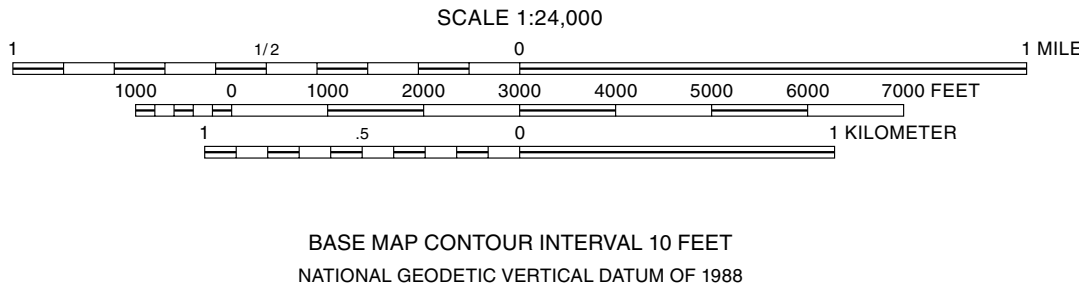 SCALE 1:24,000
1 1/2 0 1 MILE
1000 0 1000 2000 3000 4000 5000 6000 7000 FEET
1 .5 0 1 KILOMETER
BASE MAP CONTOUR INTERVAL 10 FEET
NATIONAL GEODETIC VERTICAL DATUM OF 1988